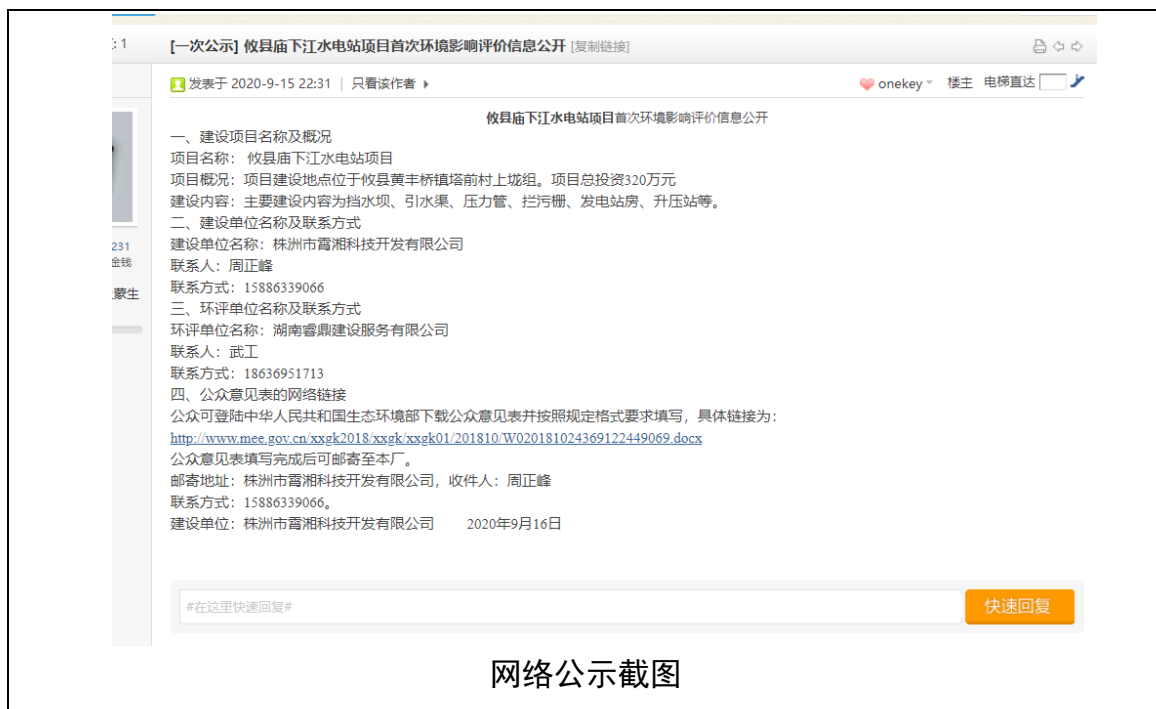 : 1
[一次公示] 攸县庙下江水电站项目首次环境影响评价信息公开 [复制链接]
发表于 2020-9-15 22:31 | 只看该作者
onekey 楼主 电梯直达
攸县庙下江水电站项目首次环境影响评价信息公开
一、建设项目名称及概况
项目名称： 攸县庙下江水电站项目
项目概况：项目建设地点位于攸县黄丰桥镇塔前村上垅组。项目总投资320万元
建设内容：主要建设内容为挡水坝、引水渠、压力管、拦污栅、发电站房、升压站等。
二、建设单位名称及联系方式
231
建设单位名称：株洲市霄湘科技开发有限公司
金钱
联系人：周正峰
蒙生
联系方式：15886339066
三、环评单位名称及联系方式
环评单位名称：湖南睿鼎建设服务有限公司
联系人：武工
联系方式：18636951713
四、公众意见表的网络链接
公众可登陆中华人民共和国生态环境部下载公众意见表并按照规定格式要求填写，具体链接为：
http://www.mee.gov.cn/xxgk2018/xxgk/xxgk01/201810/W020181024369122449069.docx
公众意见表填写完成后可邮寄至本厂。
邮寄地址：株洲市霄湘科技开发有限公司，收件人：周正峰
联系方式：15886339066。
建设单位：株洲市霄湘科技开发有限公司 2020年9月16日
#在这里快速回复#
快速回复
网络公示截图